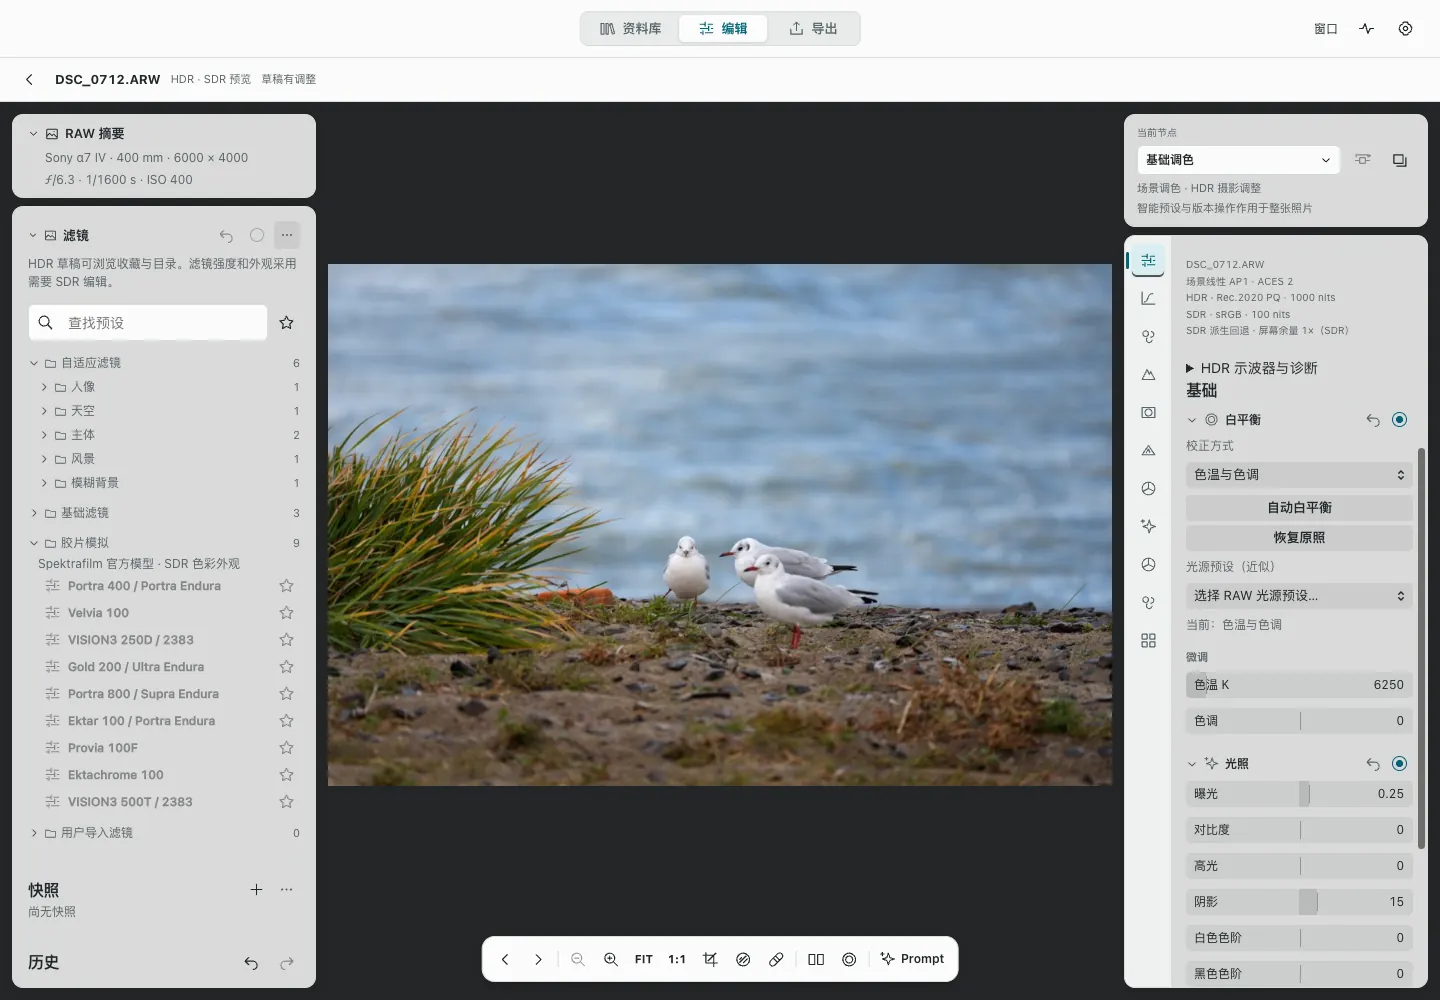 资料库
编辑
导出
窗口
DSC_0712.ARW HDR · SDR 预览 草稿有调整
RAW 摘要
Sony α7 IV · 400 mm · 6000 × 4000
ƒ/6.3 · 1/1600 s · ISO 400
滤镜
HDR 草稿可浏览收藏与目录。滤镜强度和外观采用
需要 SDR 编辑。
查找预设
自适应滤镜 6
人像 1
天空 1
主体 2
风景 1
模糊背景 1
基础滤镜 3
胶片模拟 9
Spektrafilm 官方模型 · SDR 色彩外观
Portra 400 / Portra Endura
Velvia 100
VISION3 250D / 2383
Gold 200 / Ultra Endura
Portra 800 / Supra Endura
Ektar 100 / Portra Endura
Provia 100F
Ektachrome 100
VISION3 500T / 2383
用户导入滤镜 0
快照
尚无快照
历史
FIT
1:1
Prompt
当前节点
基础调色
场景调色 · HDR 摄影调整
智能预设与版本操作作用于整张照片
DSC_0712.ARW
场景线性 AP1 · ACES 2
HDR · Rec.2020 PQ · 1000 nits
SDR · sRGB · 100 nits
SDR 派生回退 · 屏幕余量 1×（SDR）
HDR 示波器与诊断
基础
白平衡
校正方式
色温与色调
自动白平衡
恢复原照
光源预设（近似）
选择 RAW 光源预设...
当前：色温与色调
微调
色温 K 6250
色调 0
光照
曝光 0.25
对比度 0
高光 0
阴影 15
白色色阶 0
黑色色阶 0